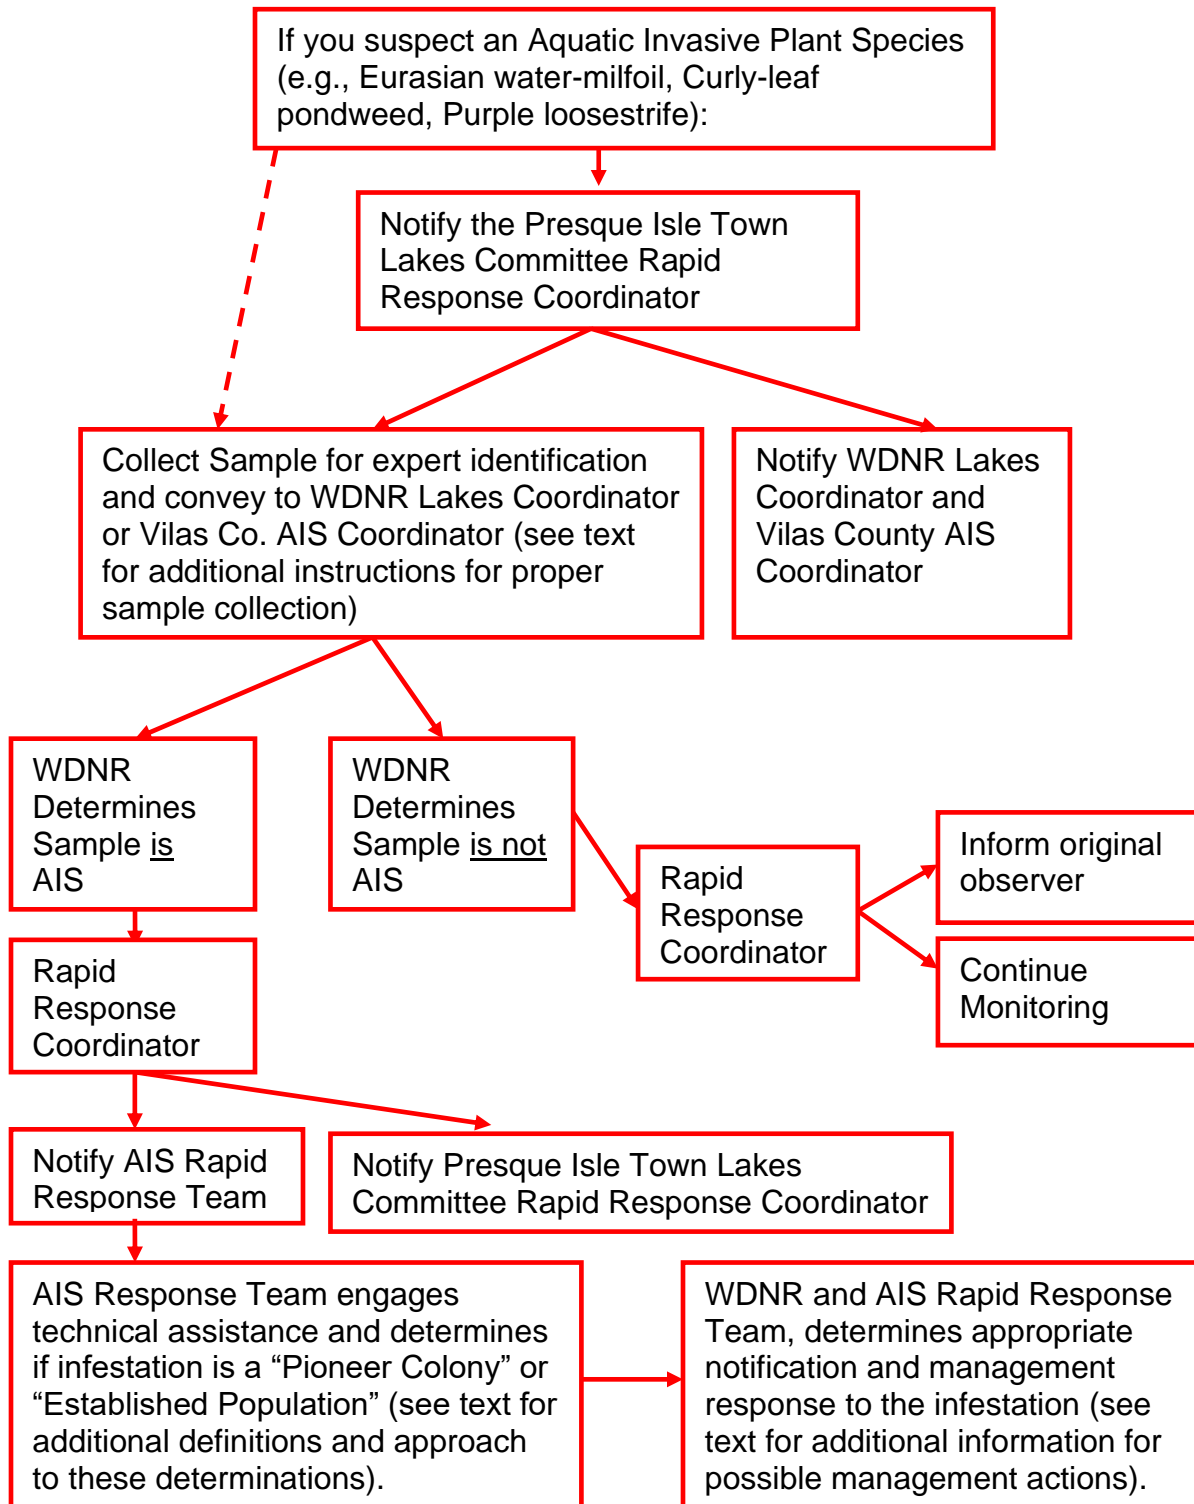 If you suspect an Aquatic Invasive Plant Species
(e.g., Eurasian water-milfoil, Curly-leaf
pondweed, Purple loosestrife):
Notify the Presque Isle Town
Lakes Committee Rapid
Response Coordinator
Collect Sample for expert identification
and convey to WDNR Lakes Coordinator
or Vilas Co. AIS Coordinator (see text
for additional instructions for proper
sample collection)
Notify WDNR Lakes
Coordinator and
Vilas County AIS
Coordinator
WDNR
Determines
Sample is
AIS
WDNR
Determines
Sample is not
AIS
Rapid
Response
Coordinator
Inform original
observer
Continue
Monitoring
Rapid
Response
Coordinator
Notify AIS Rapid
Response Team
Notify Presque Isle Town Lakes
Committee Rapid Response Coordinator
AIS Response Team engages
technical assistance and determines
if infestation is a “Pioneer Colony” or
“Established Population” (see text for
additional definitions and approach
to these determinations).
WDNR and AIS Rapid Response
Team, determines appropriate
notification and management
response to the infestation (see
text for additional information for
possible management actions).